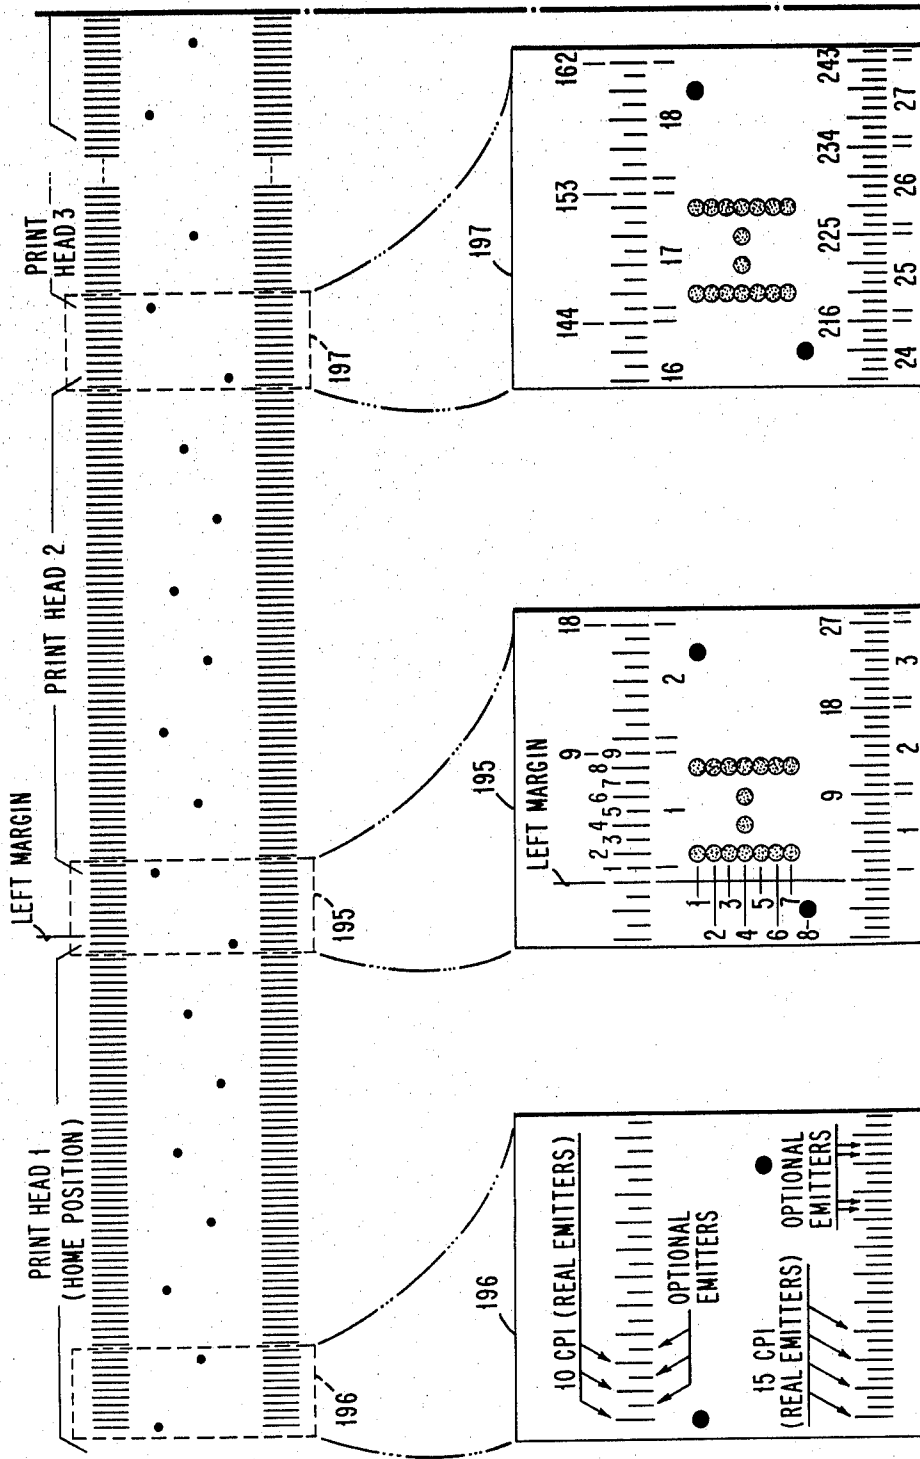 PRINT HEAD 1
(HOME POSITION)
LEFT MARGIN
PRINT HEAD 2
PRINT
HEAD 3
196
195
197
196
10 CPI (REAL EMITTERS)
OPTIONAL
EMITTERS
15 CPI
(REAL EMITTERS)
OPTIONAL
EMITTERS
195
LEFT MARGIN
9 18
1 2 3 4 5 6 7 8 9
1 2
1
2
3
4
5
6
7
8
9 18 27
1 2 3
197
144 153 162
16 17 18
216 225 234 243
24 25 26 27